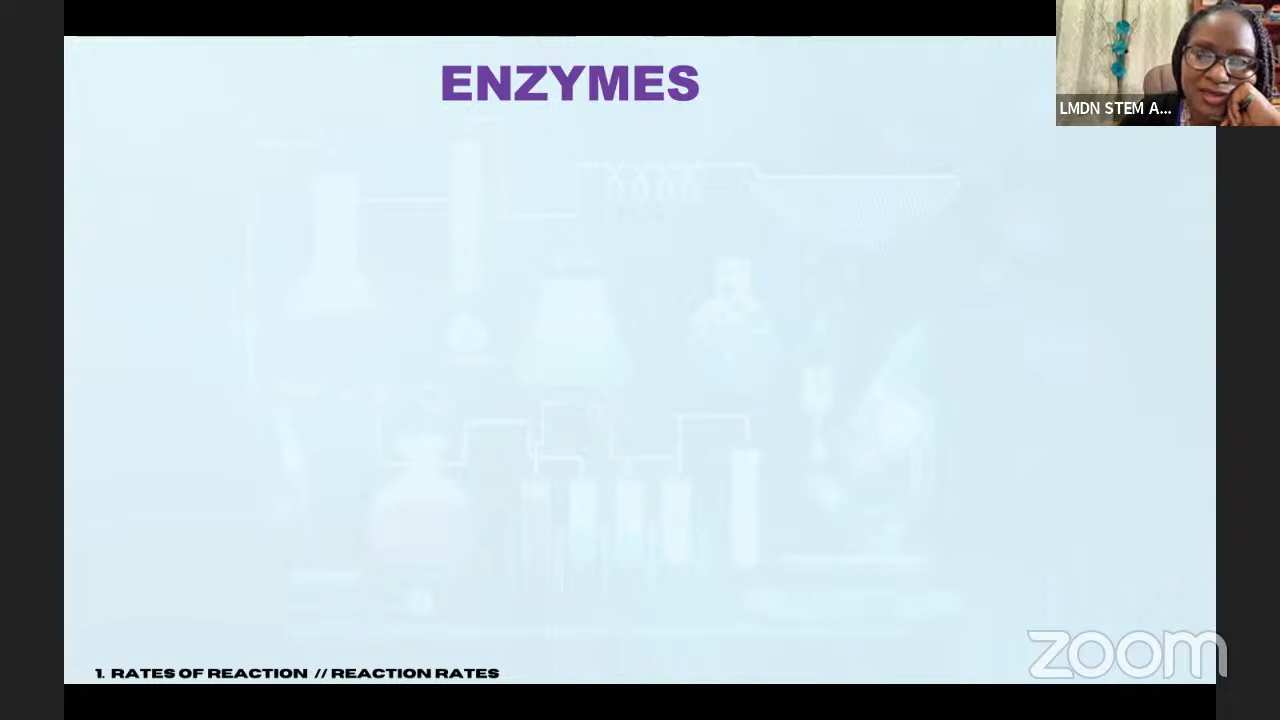 ENZYMES
LMDN STEM A...
1. RATES OF REACTION // REACTION RATES
zoom